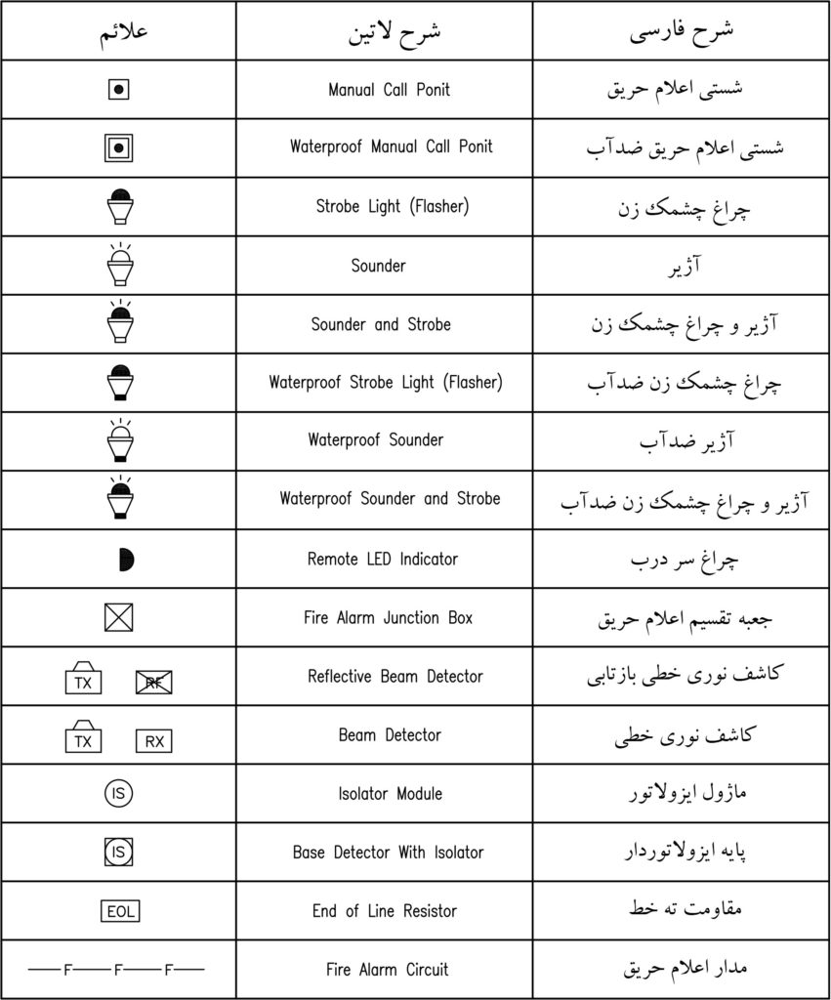 شرح فارسی شرح لاتین علائم
شستی اعلام حریق Manual Call Ponit
شستی اعلام حریق ضدآب Waterproof Manual Call Ponit
چراغ چشمک زن Strobe Light (Flasher)
آژیر Sounder
آژیر و چراغ چشمک زن Sounder and Strobe
چراغ چشمک زن ضدآب Waterproof Strobe Light (Flasher)
آژیر ضدآب Waterproof Sounder
آژیر و چراغ چشمک زن ضدآب Waterproof Sounder and Strobe
چراغ سر درب Remote LED Indicator
جعبه تقسیم اعلام حریق Fire Alarm Junction Box
کاشف نوری خطی بازتابی Reflective Beam Detector TX RF
کاشف نوری خطی Beam Detector TX RX
ماژول ایزولاتور Isolator Module IS
پایه ایزولاتوردار Base Detector With Isolator IS
مقاومت ته خط End of Line Resistor EOL
مدار اعلام حریق Fire Alarm Circuit F F F